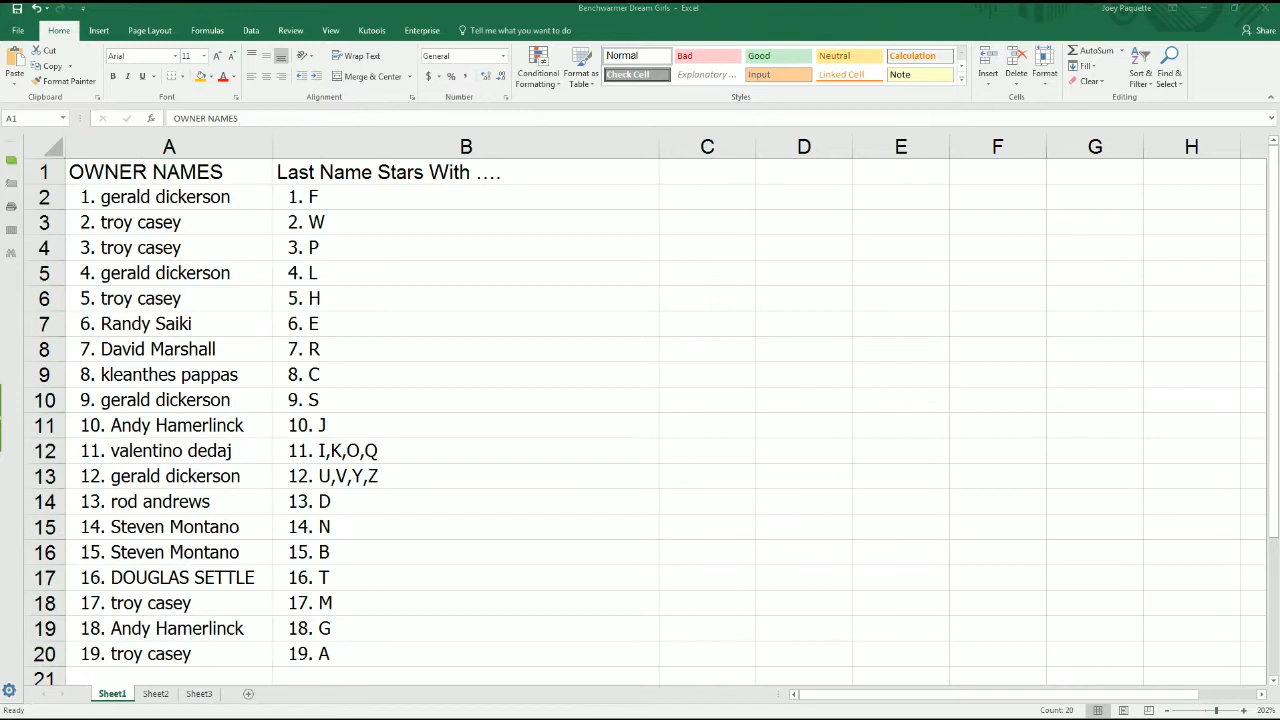 Benchwarmer Dream Girls - Excel
Joey Paquette
File Home Insert Page Layout Formulas Data Review View Kutools Enterprise Tell me what you want to do Share
Cut
Copy
Format Painter
Paste
Clipboard
Arial 11
B I U
Font
Wrap Text
Merge & Center
Alignment
General
$ % ,
Number
Conditional Formatting
Format as Table
Normal Bad Good Neutral Calculation
Check Cell Explanatory ... Input Linked Cell Note
Styles
Insert Delete Format
Cells
AutoSum
Fill
Clear
Sort & Filter
Find & Select
Editing
A1 fx OWNER NAMES
A B C D E F G H
1 OWNER NAMES Last Name Stars With ….
2 1. gerald dickerson 1. F
3 2. troy casey 2. W
4 3. troy casey 3. P
5 4. gerald dickerson 4. L
6 5. troy casey 5. H
7 6. Randy Saiki 6. E
8 7. David Marshall 7. R
9 8. kleanthes pappas 8. C
10 9. gerald dickerson 9. S
11 10. Andy Hamerlinck 10. J
12 11. valentino dedaj 11. I,K,O,Q
13 12. gerald dickerson 12. U,V,Y,Z
14 13. rod andrews 13. D
15 14. Steven Montano 14. N
16 15. Steven Montano 15. B
17 16. DOUGLAS SETTLE 16. T
18 17. troy casey 17. M
19 18. Andy Hamerlinck 18. G
20 19. troy casey 19. A
21
Sheet1 Sheet2 Sheet3
Ready Count: 20 202%